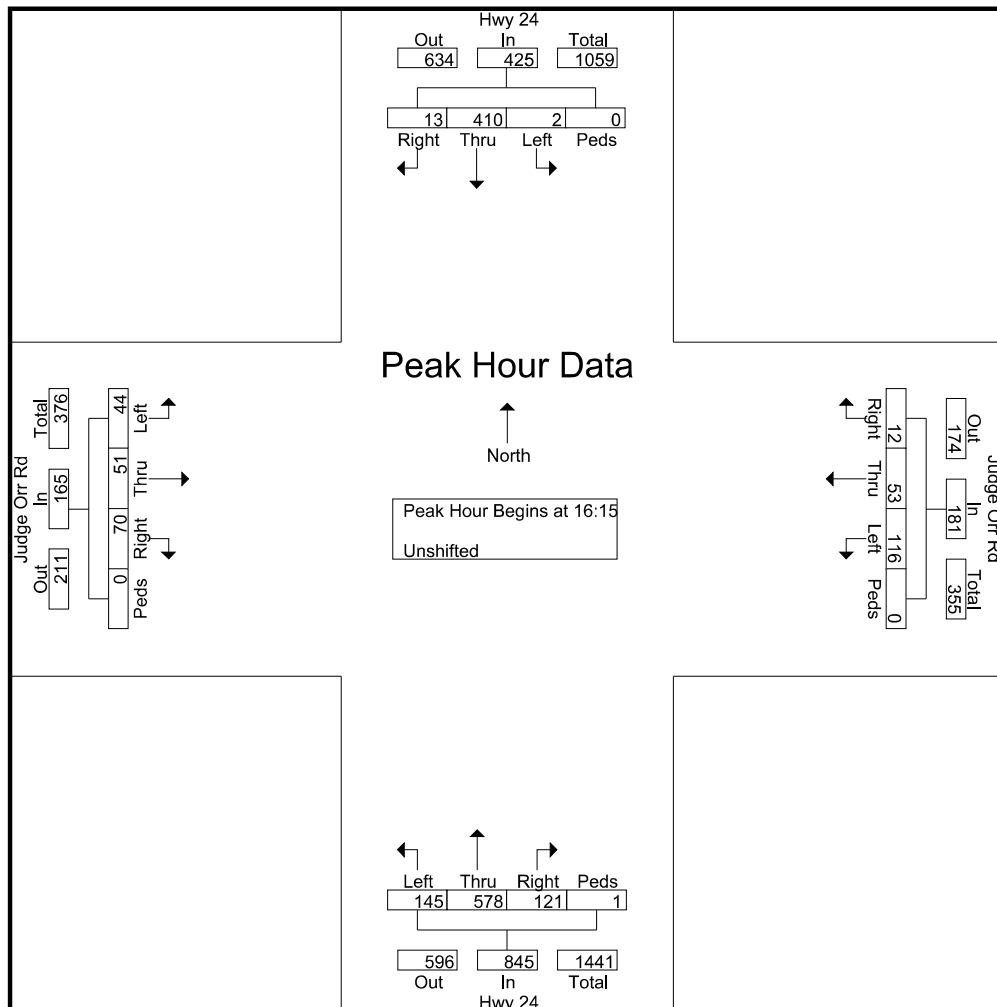 Hwy 24
Out In Total
634 425 1059
13 410 2 0
Right Thru Left Peds
Peak Hour Data
North
Peak Hour Begins at 16:15
Unshifted
Judge Orr Rd
Out In Total
211 165 376
Peds Right Thru Left
0 70 51 44
Judge Orr Rd
Out In Total
174 181 355
12 53 116 0
Right Thru Left Peds
Left Thru Right Peds
145 578 121 1
596 845 1441
Out In Total
Hwy 24